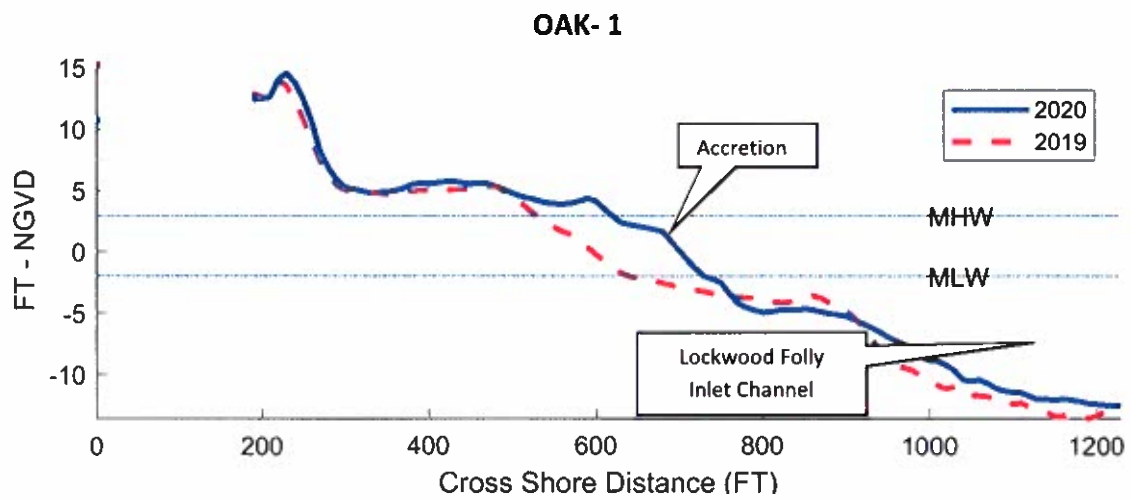 OAK- 1
15
10
5
0
-5
-10
FT - NGVD
2020
2019
Accretion
MHW
MLW
Lockwood Folly
Inlet Channel
0
200
400
600
800
1000
1200
Cross Shore Distance (FT)